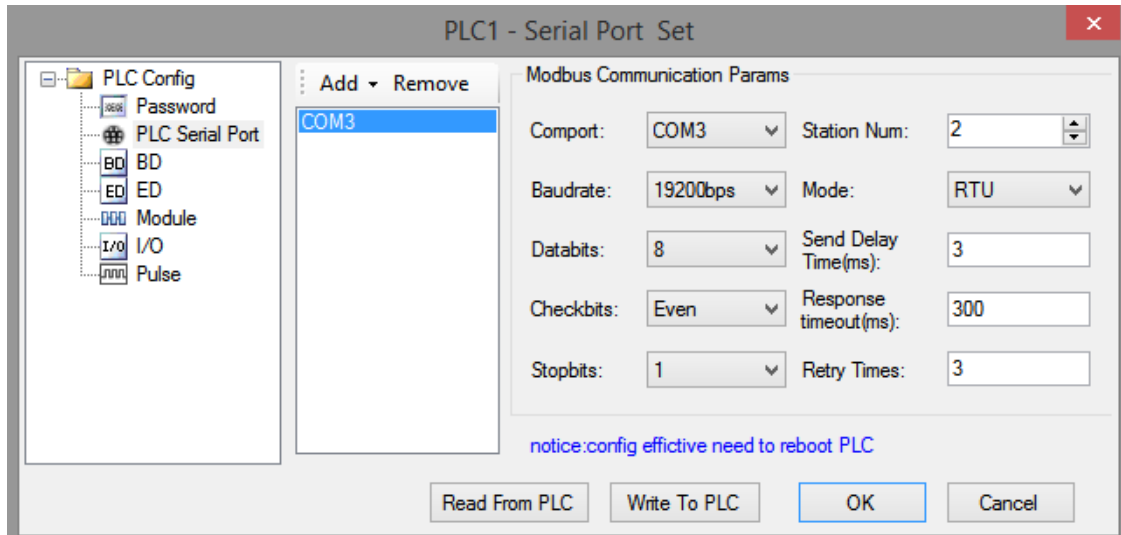 PLC1 - Serial Port Set
PLC Config
Password
PLC Serial Port
BD BD
ED ED
Module
I/O I/O
Pulse
Add Remove
COM3
Modbus Communication Params
Comport: COM3 Station Num: 2
Baudrate: 19200bps Mode: RTU
Databits: 8 Send Delay Time(ms): 3
Checkbits: Even Response timeout(ms): 300
Stopbits: 1 Retry Times: 3
notice:config effictive need to reboot PLC
Read From PLC Write To PLC OK Cancel